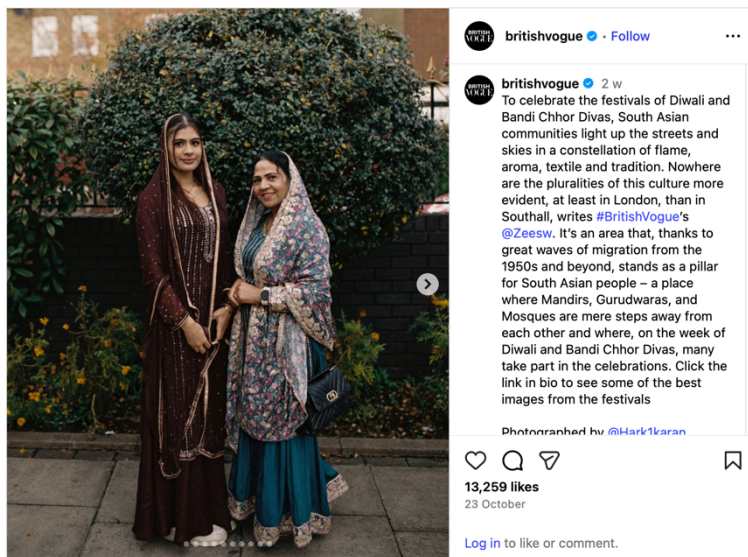 BRITISH
VOGUE
britishvogue • Follow
BRITISH
VOGUE
britishvogue 2 w
To celebrate the festivals of Diwali and
Bandi Chhor Divas, South Asian
communities light up the streets and
skies in a constellation of flame,
aroma, textile and tradition. Nowhere
are the pluralities of this culture more
evident, at least in London, than in
Southall, writes #BritishVogue's
@Zeesw. It's an area that, thanks to
great waves of migration from the
1950s and beyond, stands as a pillar
for South Asian people – a place
where Mandirs, Gurudwaras, and
Mosques are mere steps away from
each other and where, on the week of
Diwali and Bandi Chhor Divas, many
take part in the celebrations. Click the
link in bio to see some of the best
images from the festivals
Photographed by @Hark1karan
13,259 likes
23 October
Log in to like or comment.